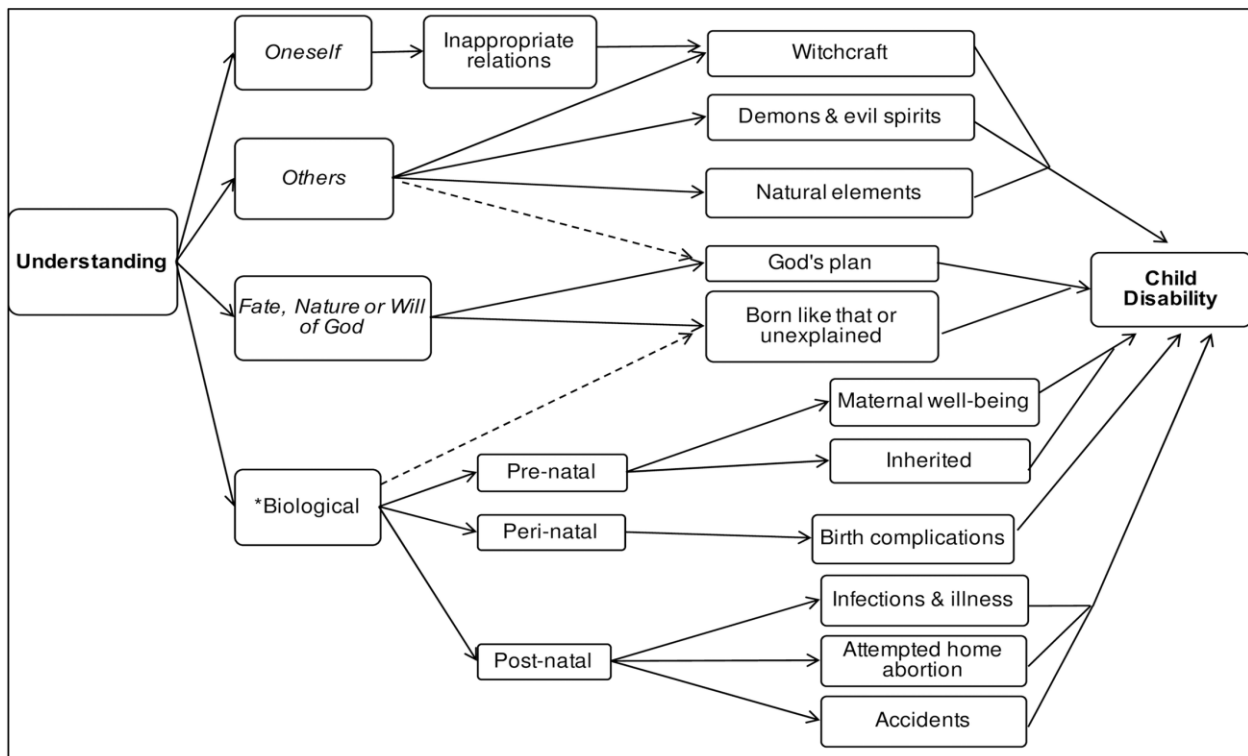 Oneself
Inappropriate
relations
Witchcraft
Demons & evil spirits
Others
Natural elements
Understanding
God's plan
Child
Disability
Fate, Nature or Will
of God
Born like that or
unexplained
Maternal well-being
Pre-natal
Inherited
*Biological
Peri-natal
Birth complications
Infections & illness
Post-natal
Attempted home
abortion
Accidents